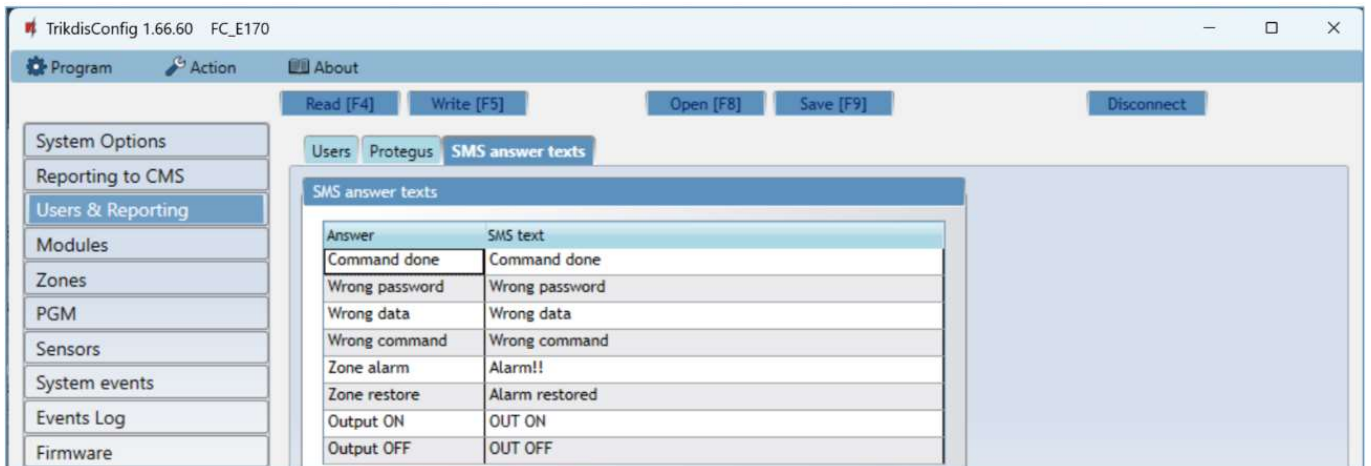 TrikdisConfig 1.66.60 FC_E170
Program Action About
Read [F4] Write [F5] Open [F8] Save [F9] Disconnect
System Options
Reporting to CMS
Users & Reporting
Modules
Zones
PGM
Sensors
System events
Events Log
Firmware
Users Protegus SMS answer texts
SMS answer texts
Answer SMS text
Command done Command done
Wrong password Wrong password
Wrong data Wrong data
Wrong command Wrong command
Zone alarm Alarm!!
Zone restore Alarm restored
Output ON OUT ON
Output OFF OUT OFF